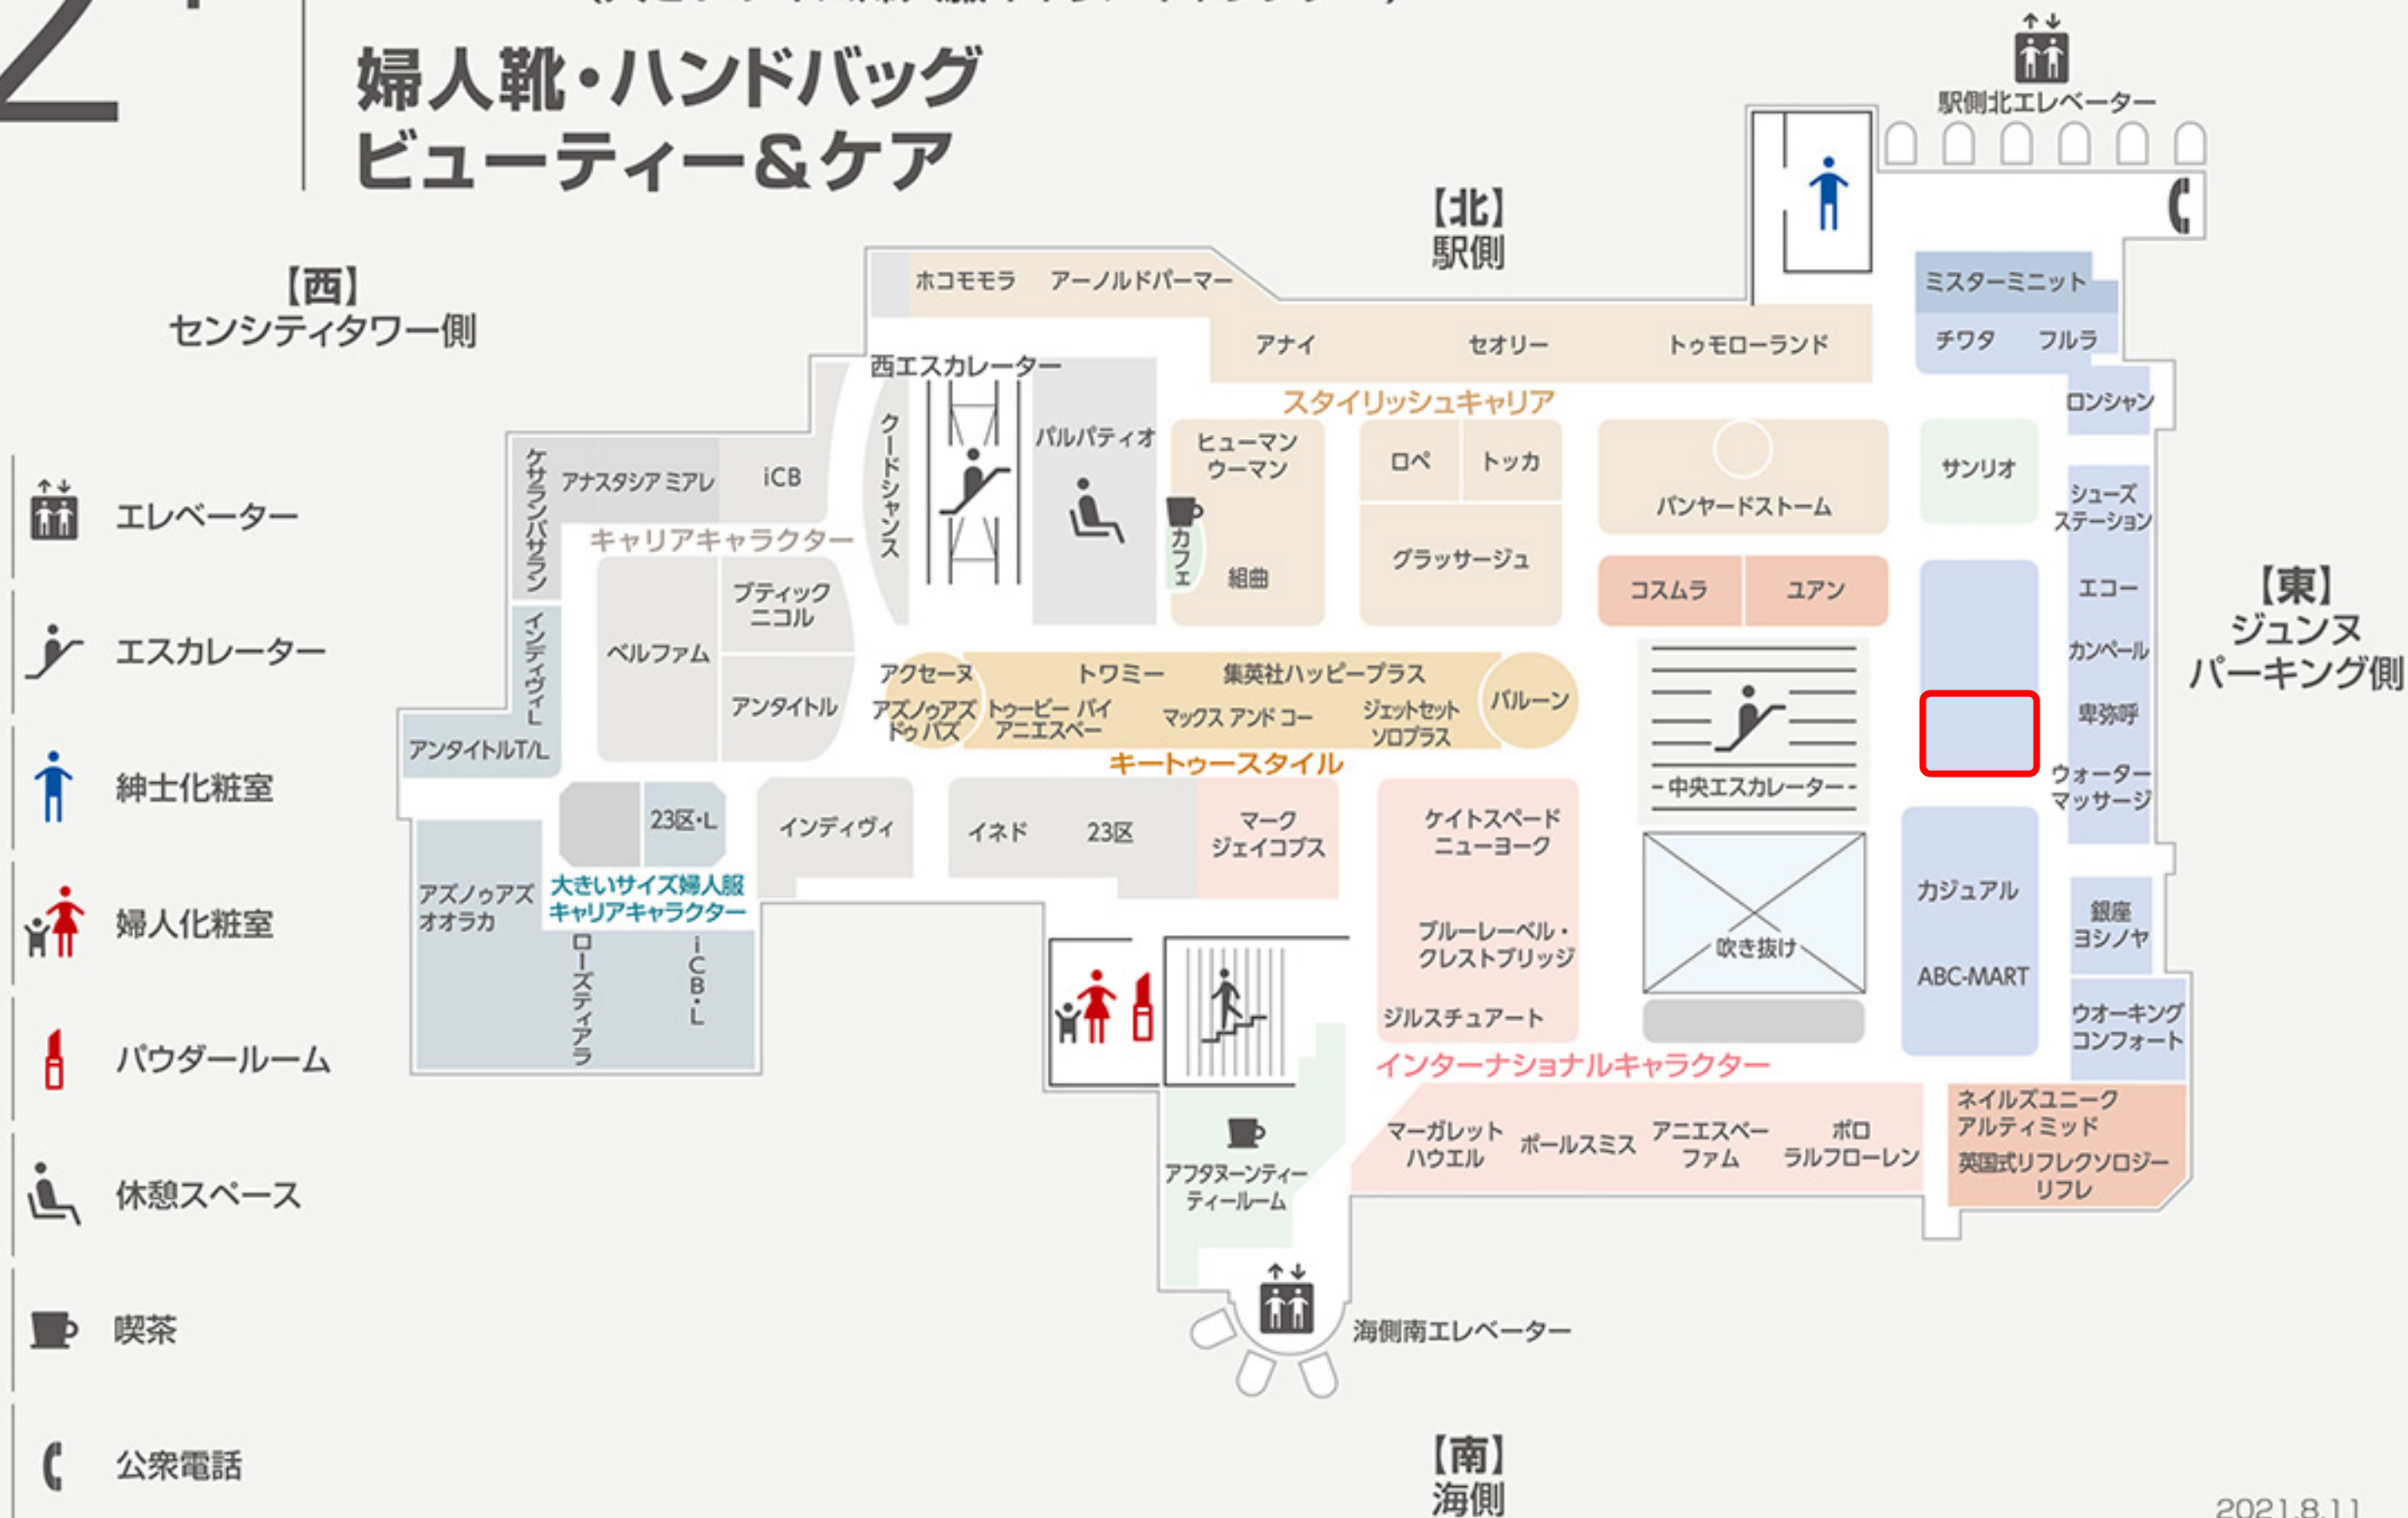 2
婦人靴・ハンドバッグ
ビューティー&ケア
駅側北エレベーター
【北】
駅側
【西】
センシティタワー側
【東】
ジュンヌ
パーキング側
エレベーター
エスカレーター
紳士化粧室
婦人化粧室
パウダールーム
休憩スペース
喫茶
公衆電話
ホコモモラ
アーノルドパーマー
アナイ
セオリー
トゥモローランド
ミスターミニット
チワタ
フルラ
ロンシャン
西エスカレーター
スタイリッシュキャリア
クードシャンス
パルパティオ
カフェ
ヒューマン
ウーマン
組曲
ロペ
トッカ
グラッサージュ
バンヤードストーム
サンリオ
シューズ
ステーション
コスムラ
ユアン
エコー
カンペール
卑弥呼
ウォーター
マッサージ
ケサランパサラン
アナスタシア ミアレ
iCB
キャリアキャラクター
ベルファム
ブティック
ニコル
アンタイトル
インディヴィL
アンタイトルT/L
アクセーヌ
アズノゥアズ
ドゥ バズ
トワミー
集英社ハッピープラス
トゥービー バイ
アニエスベー
マックス アンド コー
ジェットセット
ソロプラス
バルーン
キートゥースタイル
中央エスカレーター
23区・L
インディヴィ
イネド
23区
マーク
ジェイコブス
ケイトスペード
ニューヨーク
ブルーレーベル・
クレストブリッジ
ジルスチュアート
吹き抜け
カジュアル
ABC-MART
銀座
ヨシノヤ
ウオーキング
コンフォート
アズノゥアズ
オオラカ
大きいサイズ婦人服
キャリアキャラクター
ローズティアラ
iCB・L
インターナショナルキャラクター
マーガレット
ハウエル
ポールスミス
アニエスベー
ファム
ポロ
ラルフローレン
ネイルズユニーク
アルティミッド
英国式リフレクソロジー
リフレ
アフタヌーンティー
ティールーム
海側南エレベーター
【南】
海側
2021.8.11